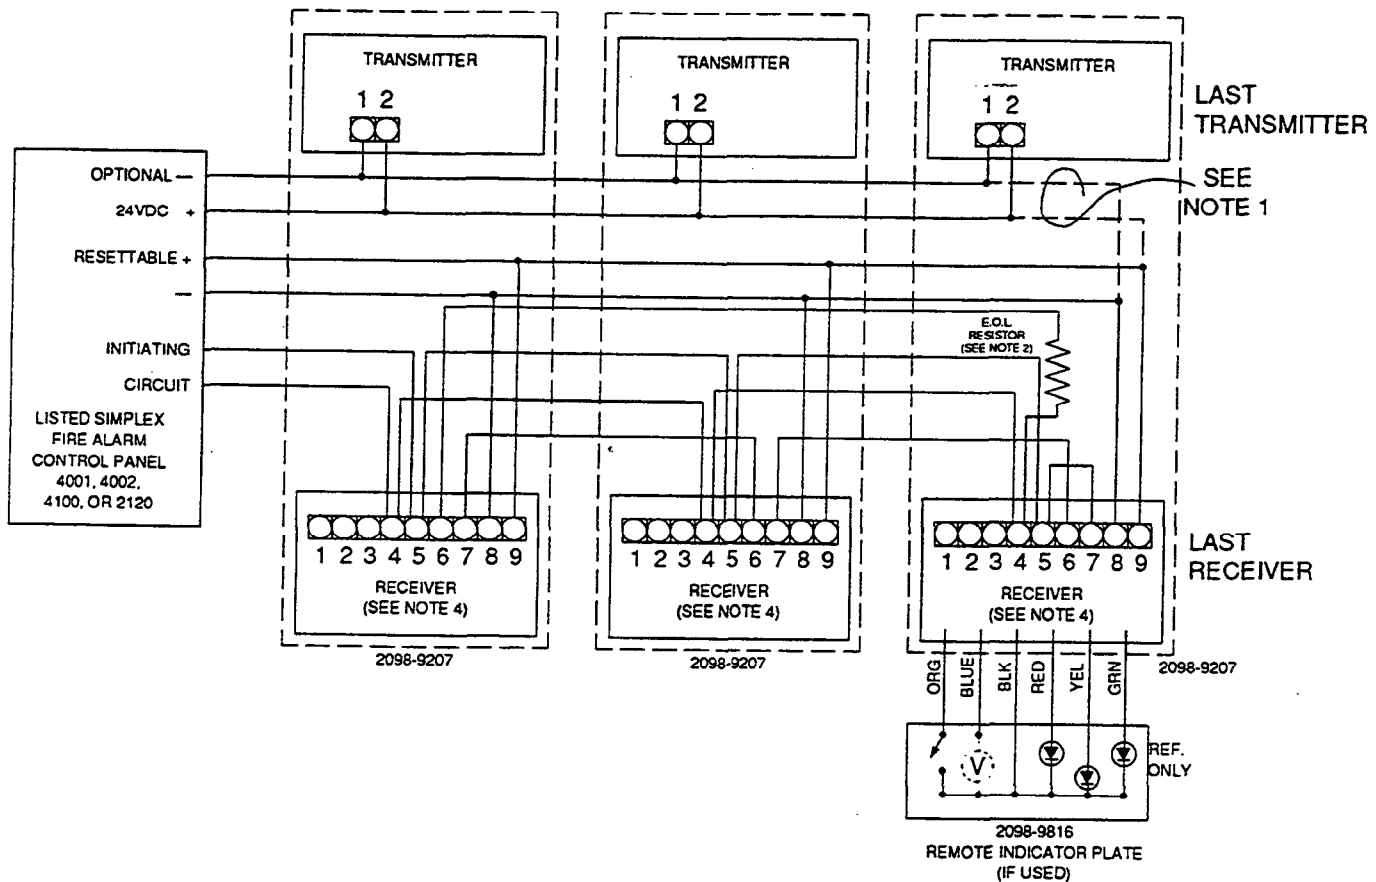 TRANSMITTER
1 2
TRANSMITTER
1 2
TRANSMITTER
1 2
LAST
TRANSMITTER
SEE
NOTE 1
OPTIONAL —
24VDC +
RESETTABLE +
—
INITIATING
CIRCUIT
LISTED SIMPLEX
FIRE ALARM
CONTROL PANEL
4001, 4002,
4100, OR 2120
E.O.L.
RESISTOR
(SEE NOTE 2)
1 2 3 4 5 6 7 8 9
RECEIVER
(SEE NOTE 4)
2098-9207
1 2 3 4 5 6 7 8 9
RECEIVER
(SEE NOTE 4)
2098-9207
1 2 3 4 5 6 7 8 9
RECEIVER
(SEE NOTE 4)
2098-9207
LAST
RECEIVER
ORG
BLUE
BLK
RED
YEL
GRN
V
REF.
ONLY
2098-9816
REMOTE INDICATOR PLATE
(IF USED)